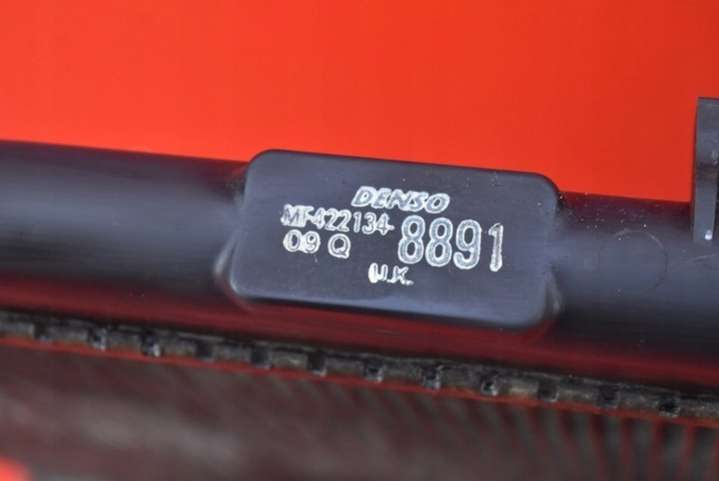 DENSO
MF422134-8891
09 Q
U.K.